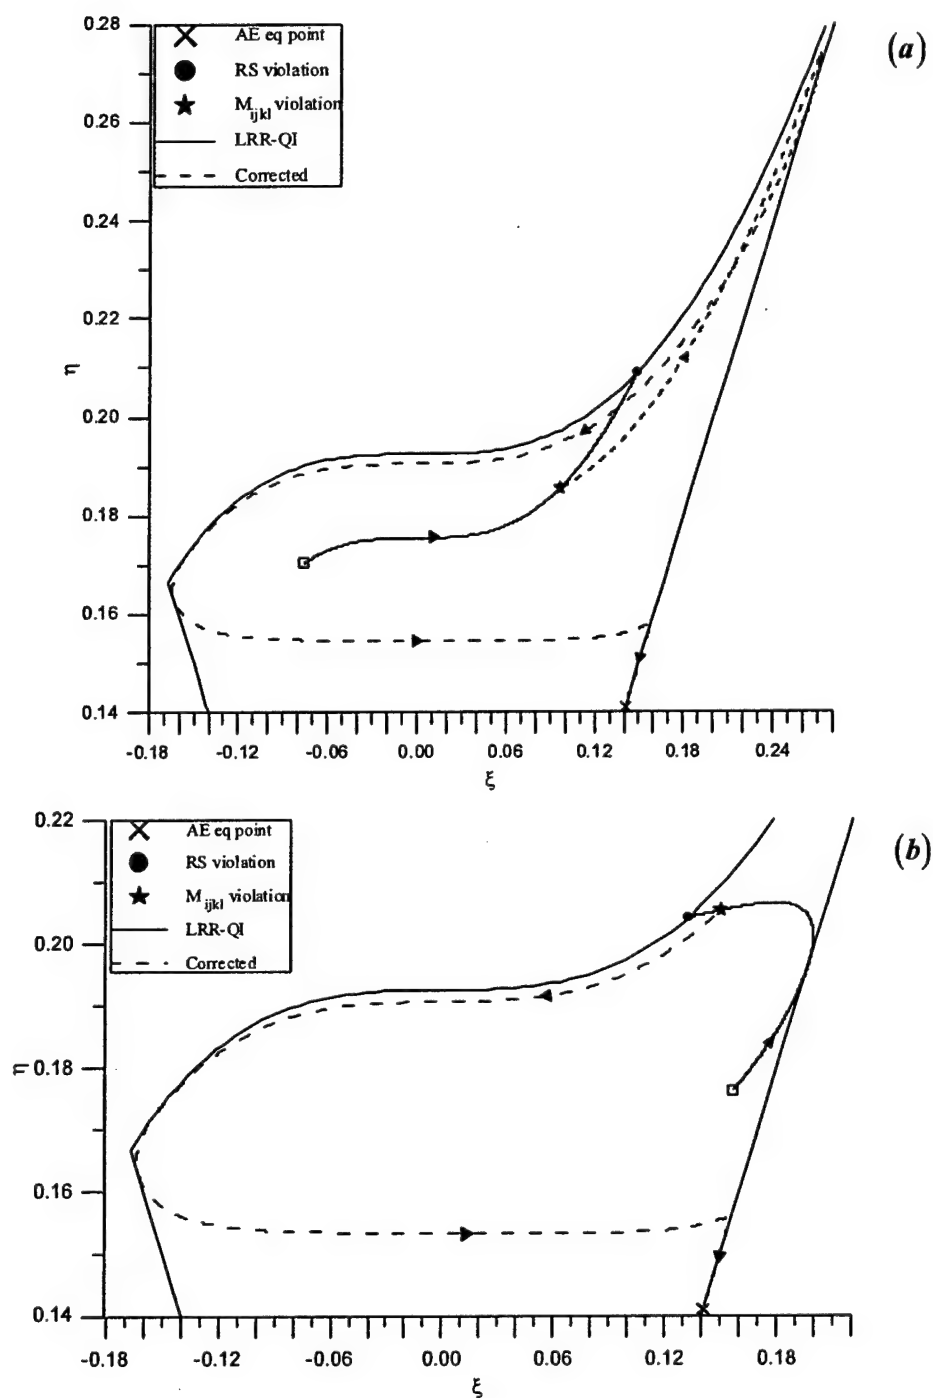 (a)
AE eq point
RS violation
M_ijkl violation
LRR-QI
Corrected
0.28
0.26
0.24
0.22
0.20
0.18
0.16
0.14
η
-0.18 -0.12 -0.06 0.00 0.06 0.12 0.18 0.24
ξ
(b)
AE eq point
RS violation
M_ijkl violation
LRR-QI
Corrected
0.22
0.20
0.18
0.16
0.14
η
-0.18 -0.12 -0.06 0.00 0.06 0.12 0.18
ξ